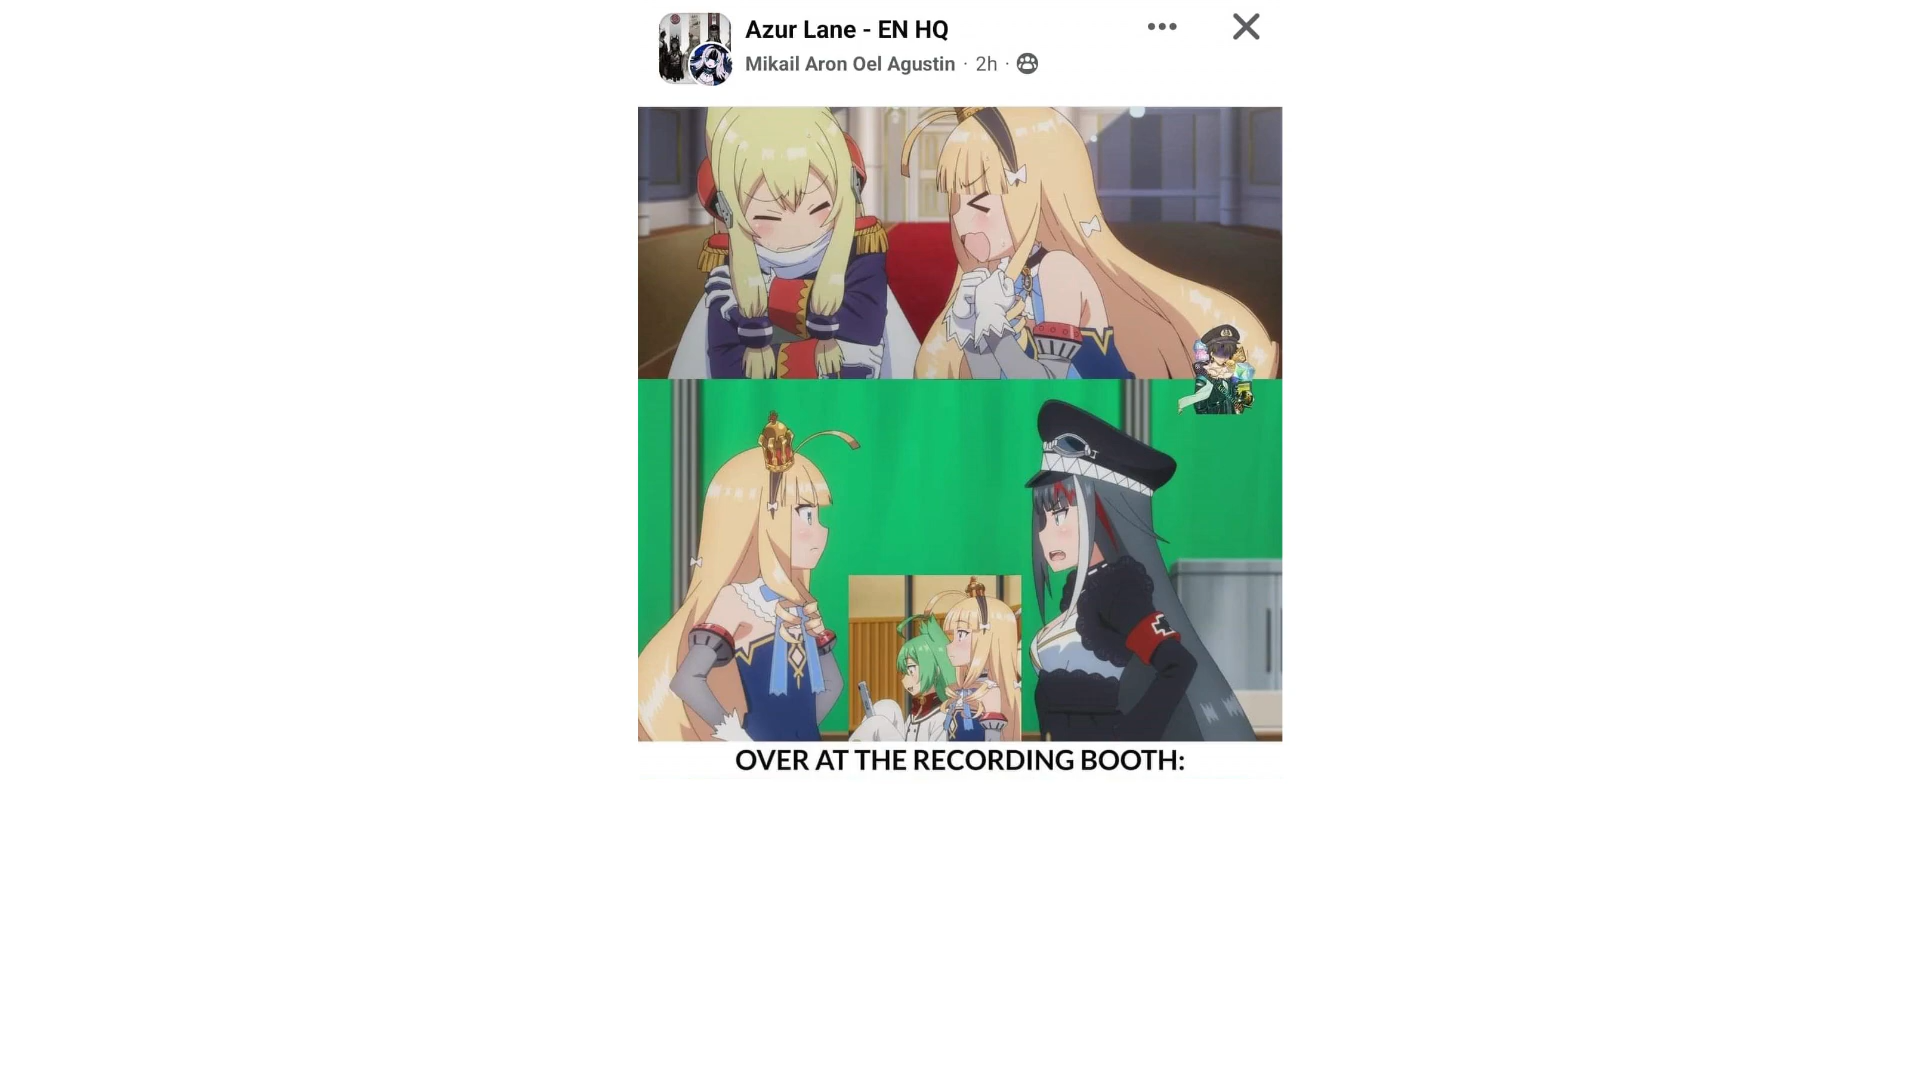 Azur Lane - EN HQ
Mikail Aron Oel Agustin · 2h ·
OVER AT THE RECORDING BOOTH: